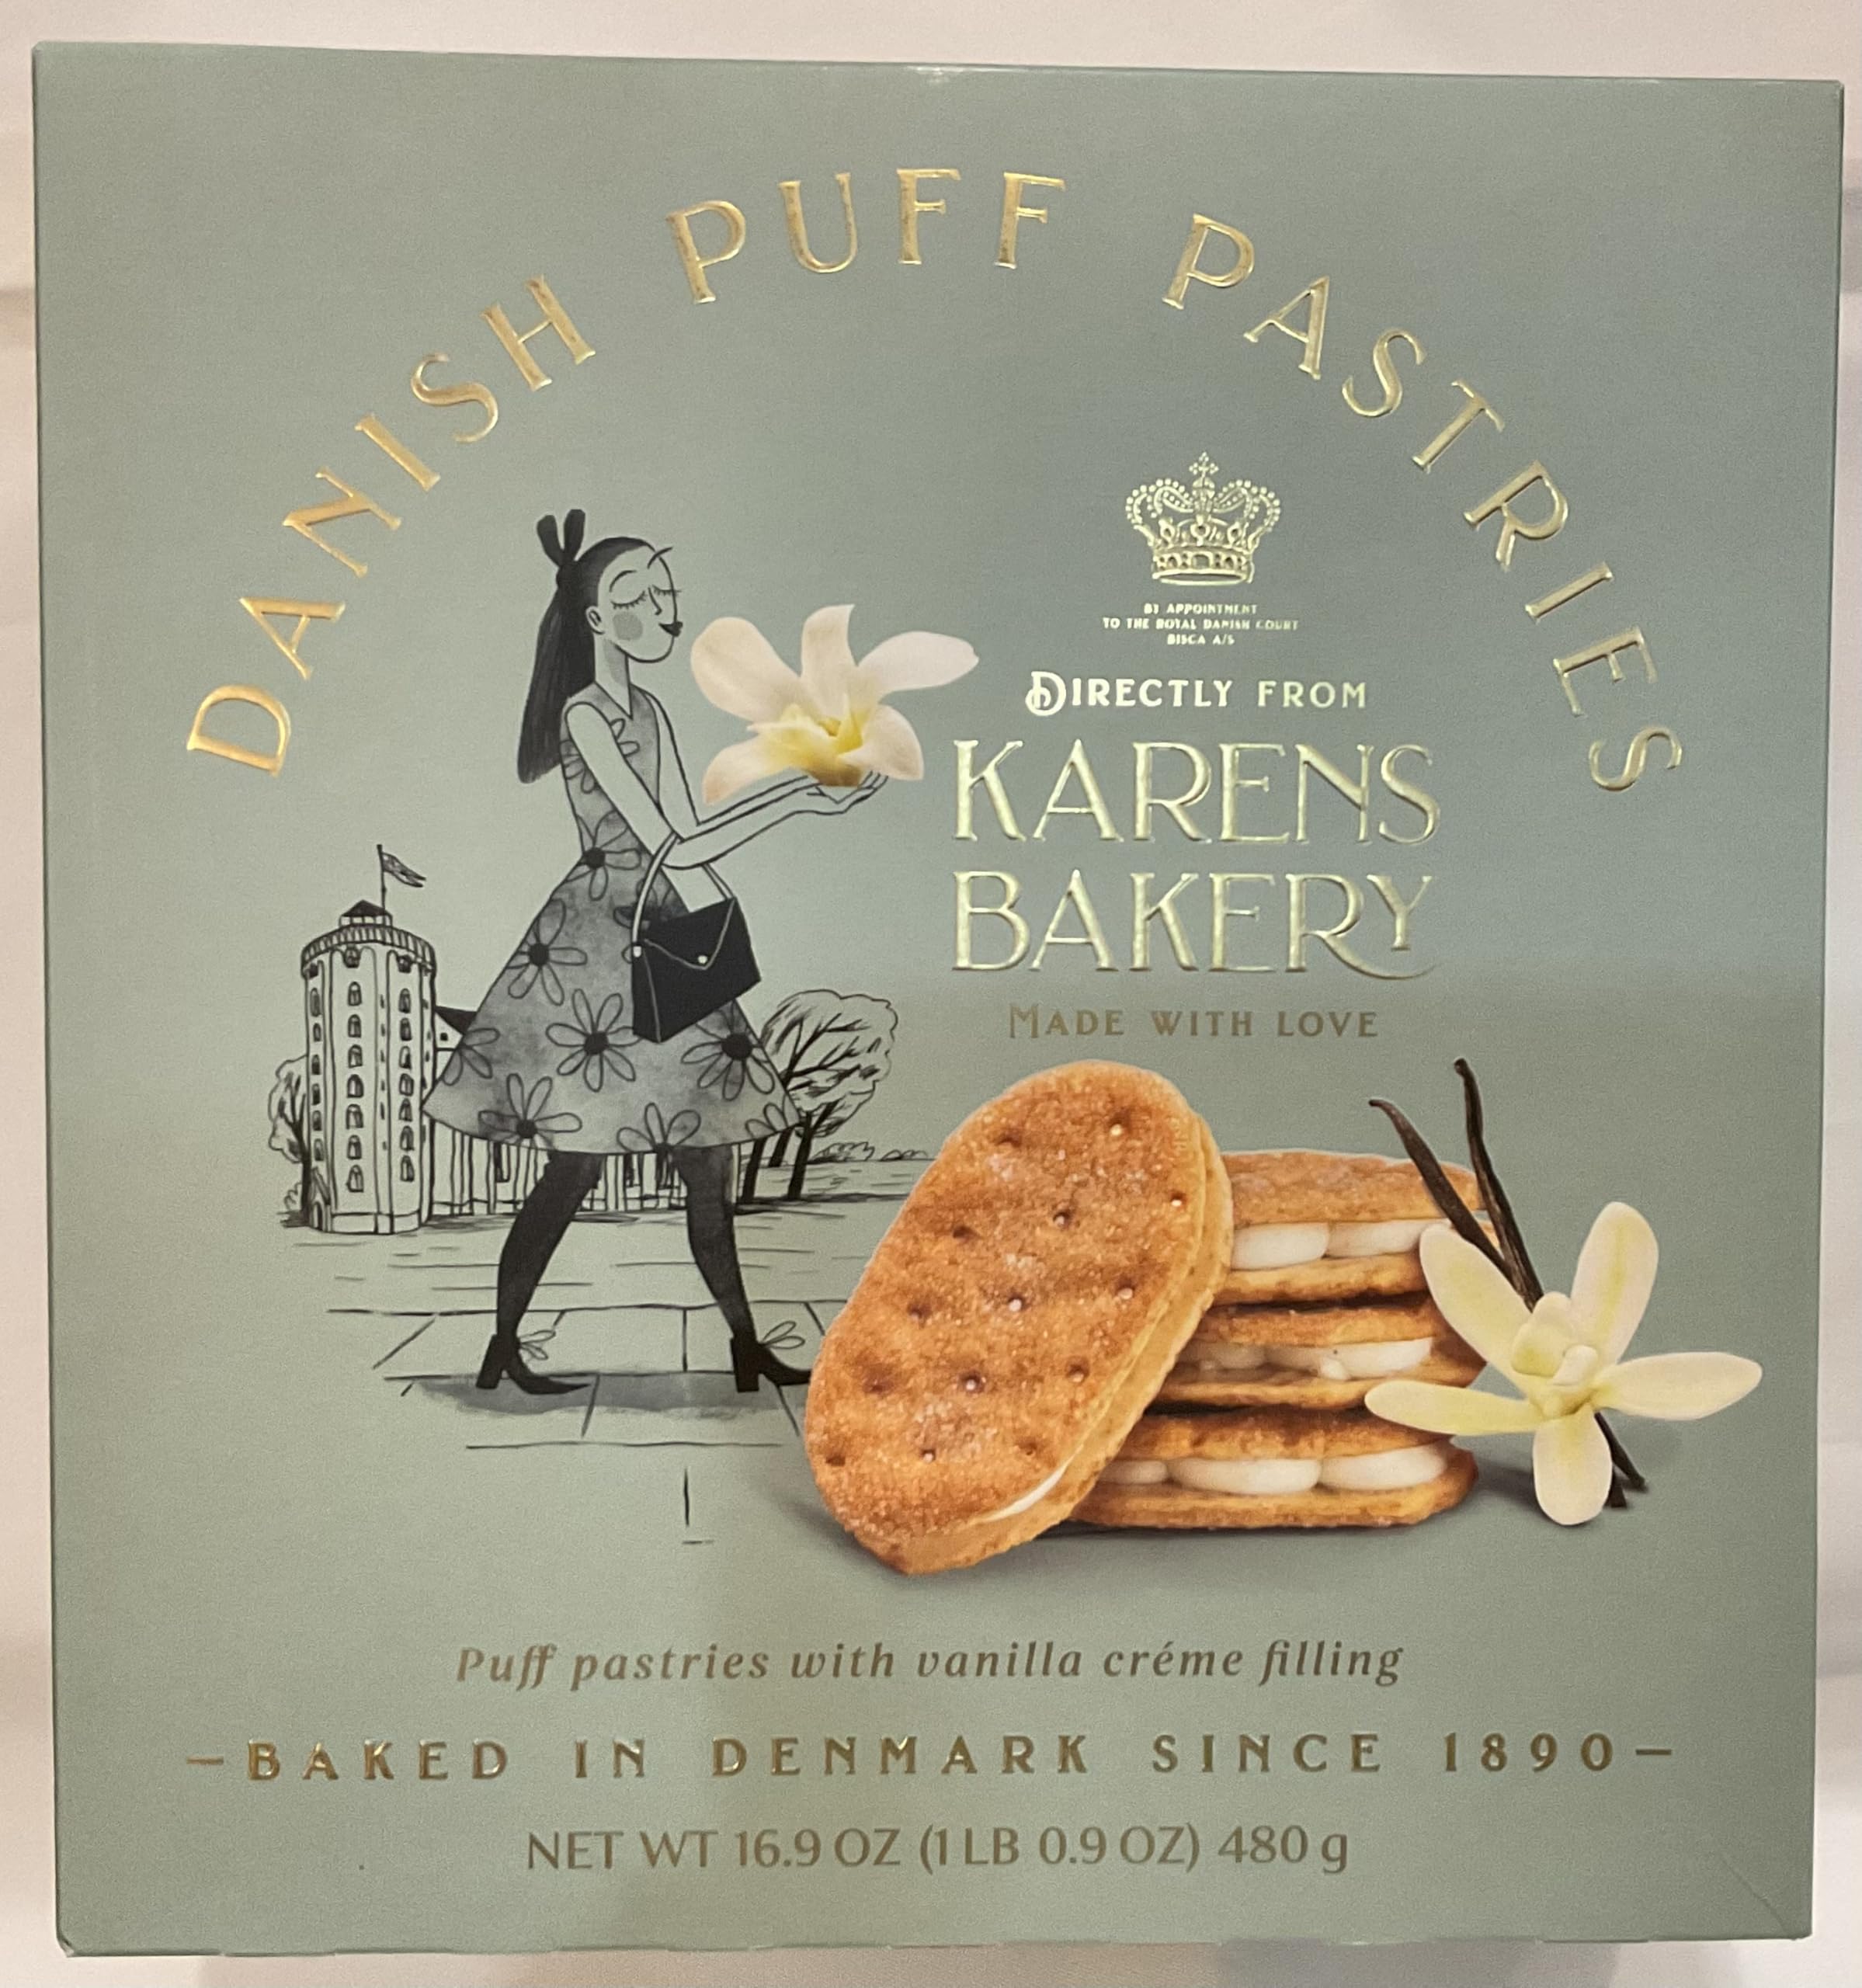 DANISH PUFF PASTRIES
BY APPOINTMENT
TO THE ROYAL DANISH COURT
BISCA A/S
DIRECTLY FROM
KARENS
BAKERY
MADE WITH LOVE
Puff pastries with vanilla créme filling
—BAKED IN DENMARK SINCE 1890—
NET WT 16.9 OZ (1 LB 0.9 OZ) 480 g